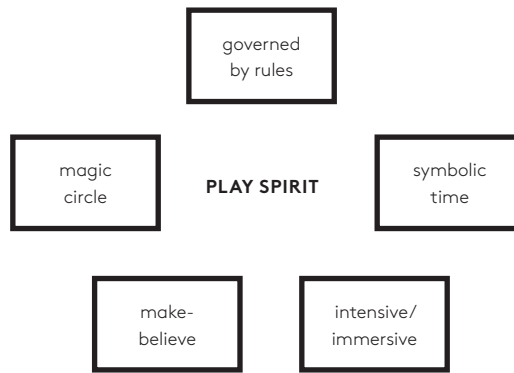 governed
by rules
magic
circle
PLAY SPIRIT
symbolic
time
make-
believe
intensive/
immersive